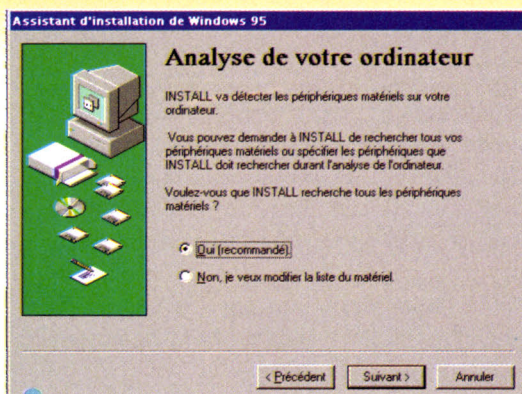 Assistant d'installation de Windows 95
Analyse de votre ordinateur
INSTALL va détecter les périphériques matériels sur votre
ordinateur.
Vous pouvez demander à INSTALL de rechercher tous vos
périphériques matériels ou spécifier les périphériques que
INSTALL doit rechercher durant l'analyse de l'ordinateur.
Voulez-vous que INSTALL recherche tous les périphériques
matériels ?
Oui (recommandé).
Non, je veux modifier la liste du matériel.
< Précédent
Suivant >
Annuler